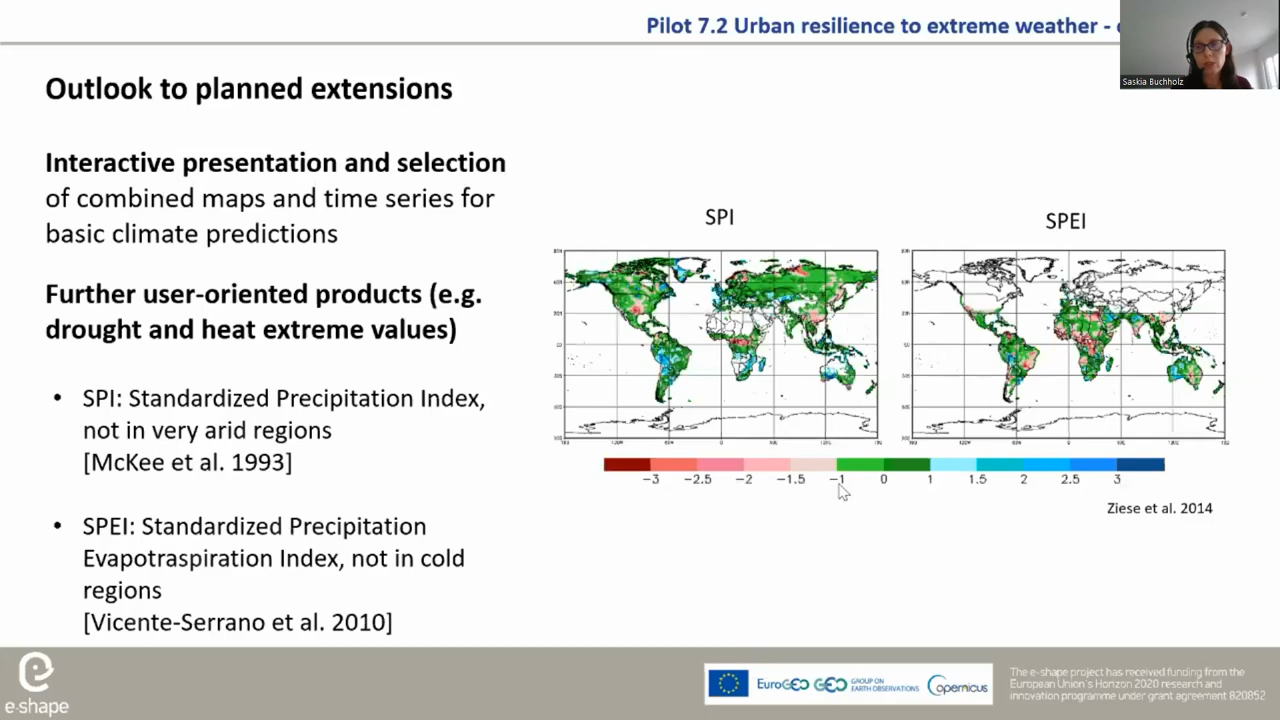 Pilot 7.2 Urban resilience to extreme weather -
Saskia Buchholz
Outlook to planned extensions
Interactive presentation and selection
of combined maps and time series for
basic climate predictions
Further user-oriented products (e.g.
drought and heat extreme values)
• SPI: Standardized Precipitation Index,
not in very arid regions
[McKee et al. 1993]
• SPEI: Standardized Precipitation
Evapotraspiration Index, not in cold
regions
[Vicente-Serrano et al. 2010]
SPI
SPEI
−3 −2.5 −2 −1.5 −1 0 1 1.5 2 2.5 3
Ziese et al. 2014
e-shape
EuroGEO
GEO GROUP ON
EARTH OBSERVATIONS
Copernicus
The e-shape project has received funding from the
European Union's Horizon 2020 research and
innovation programme under grant agreement 820852